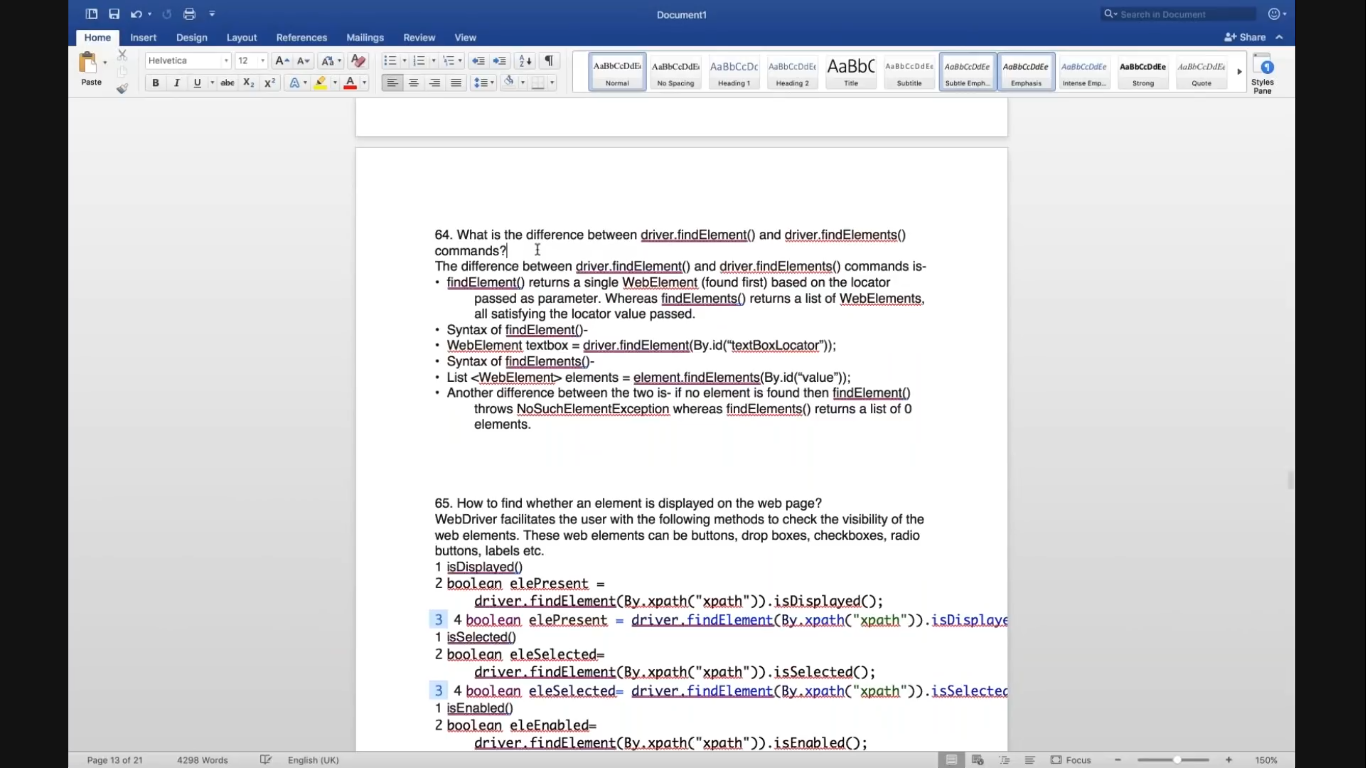 Document1
Search in Document
Home Insert Design Layout References Mailings Review View
Share
Paste
Helvetica 12
B I U abc X2 X2 A A
AaBbCcDdEe AaBbCcDdEe AaBbCcDc AaBbCcDdEe AaBbC AaBbCcDdEe AaBbCcDdEe AaBbCcDdEe AaBbCcDdEe AaBbCcDdEe AaBbCcDdEe
Normal No Spacing Heading 1 Heading 2 Title Subtitle Subtle Emph... Emphasis Intense Emp... Strong Quote
Styles
Pane
64. What is the difference between driver.findElement() and driver.findElements()
commands?
The difference between driver.findElement() and driver.findElements() commands is-
• findElement() returns a single WebElement (found first) based on the locator
passed as parameter. Whereas findElements() returns a list of WebElements,
all satisfying the locator value passed.
• Syntax of findElement()-
• WebElement textbox = driver.findElement(By.id(“textBoxLocator”));
• Syntax of findElements()-
• List <WebElement> elements = element.findElements(By.id(“value”));
• Another difference between the two is- if no element is found then findElement()
throws NoSuchElementException whereas findElements() returns a list of 0
elements.
65. How to find whether an element is displayed on the web page?
WebDriver facilitates the user with the following methods to check the visibility of the
web elements. These web elements can be buttons, drop boxes, checkboxes, radio
buttons, labels etc.
1 isDisplayed()
2 boolean elePresent =
driver.findElement(By.xpath("xpath")).isDisplayed();
3 4 boolean elePresent = driver.findElement(By.xpath("xpath")).isDisplaye
1 isSelected()
2 boolean eleSelected=
driver.findElement(By.xpath("xpath")).isSelected();
3 4 boolean eleSelected= driver.findElement(By.xpath("xpath")).isSelected
1 isEnabled()
2 boolean eleEnabled=
driver.findElement(By.xpath("xpath")).isEnabled();
Page 13 of 21 4298 Words English (UK) Focus 150%